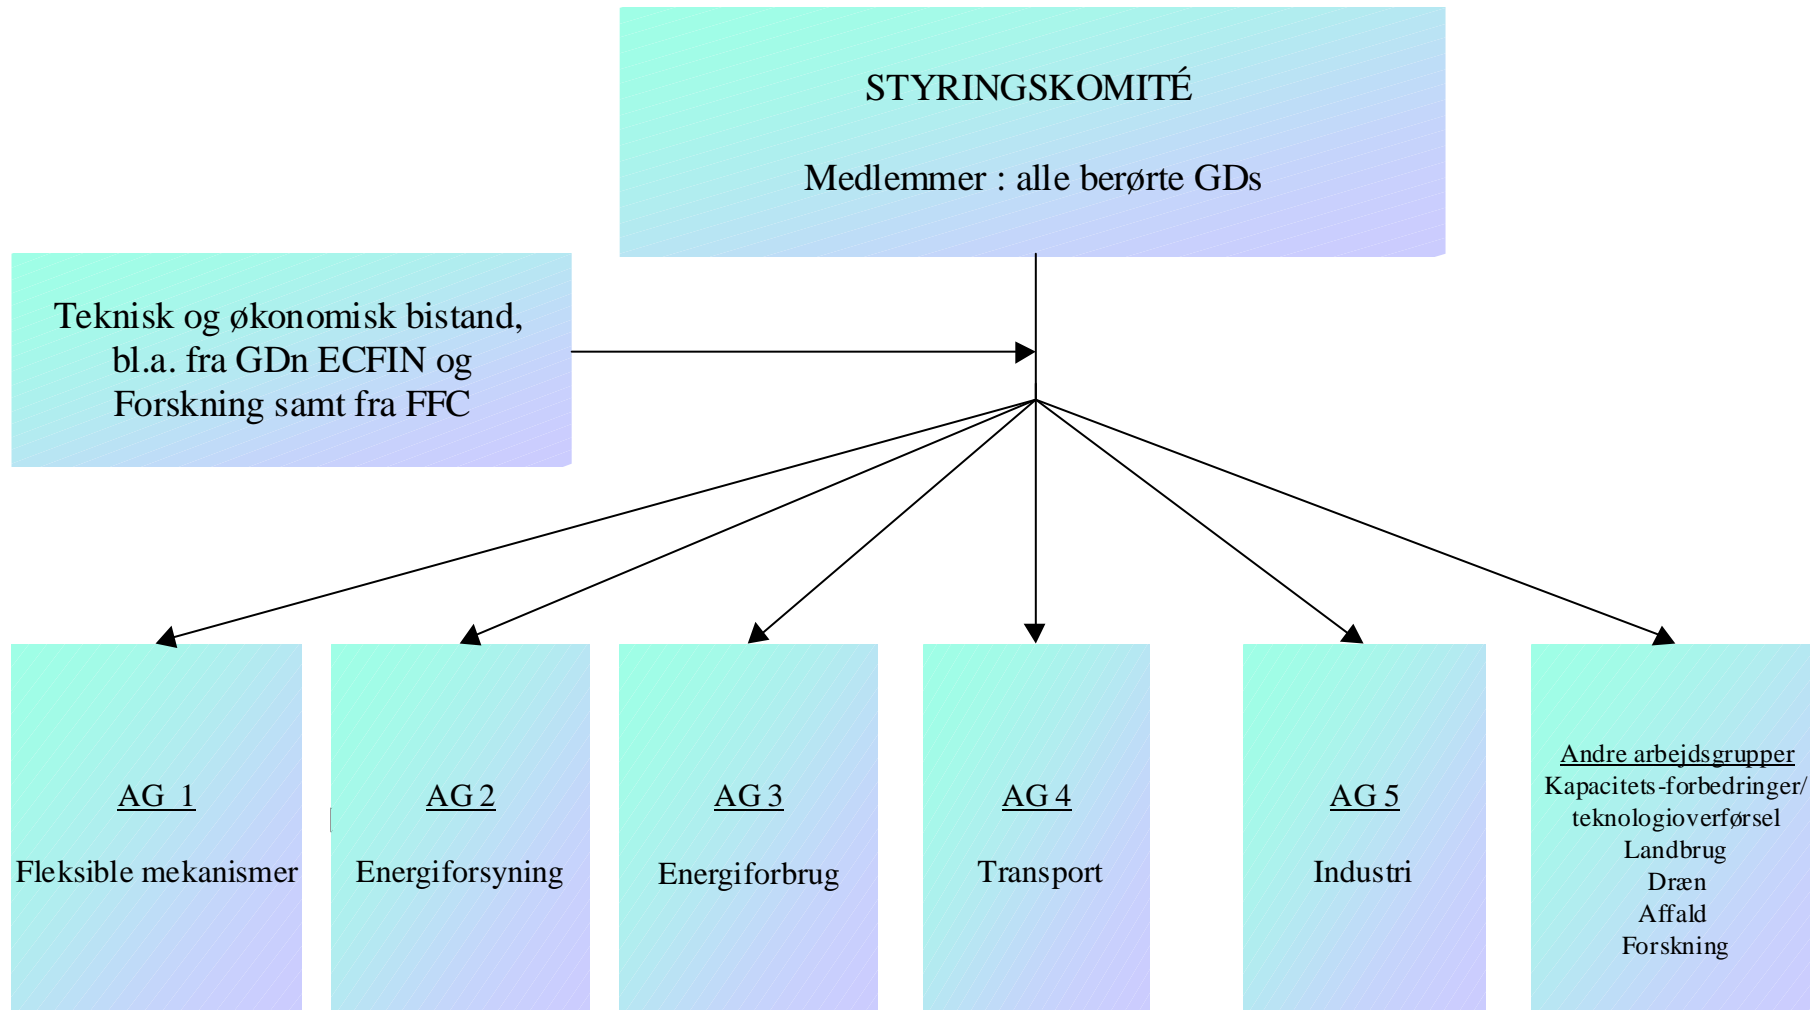 STYRINGSKOMITÉ
Medlemmer : alle berørte GDs
Teknisk og økonomisk bistand,
bl.a. fra GDn ECFIN og
Forskning samt fra FFC
AG 1
Fleksible mekanismer
AG 2
Energiforsyning
AG 3
Energiforbrug
AG 4
Transport
AG 5
Industri
Andre arbejdsgrupper
Kapacitets-forbedringer/
teknologioverførsel
Landbrug
Dræn
Affald
Forskning